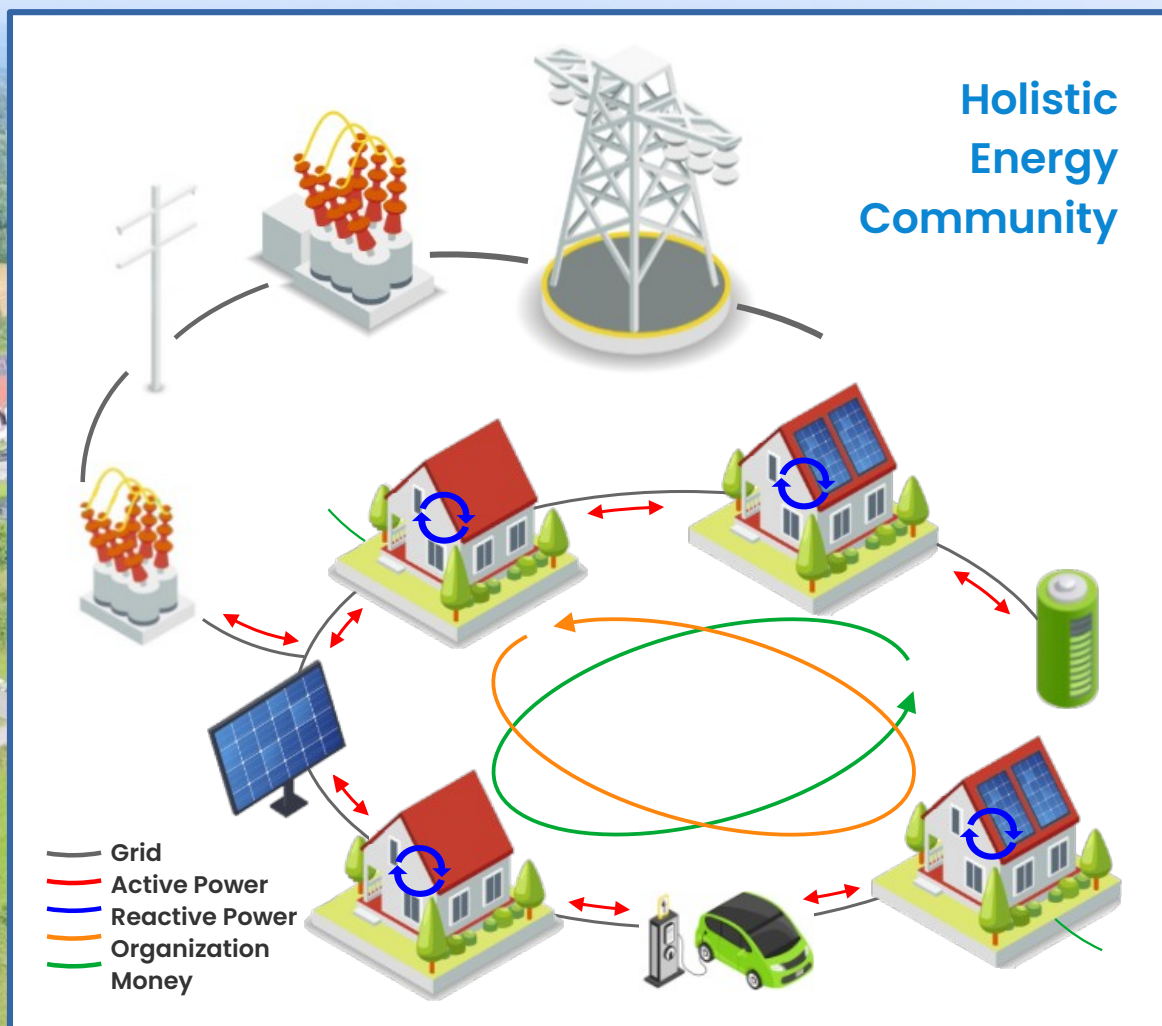 Holistic
Energy
Community
Grid
Active Power
Reactive Power
Organization
Money